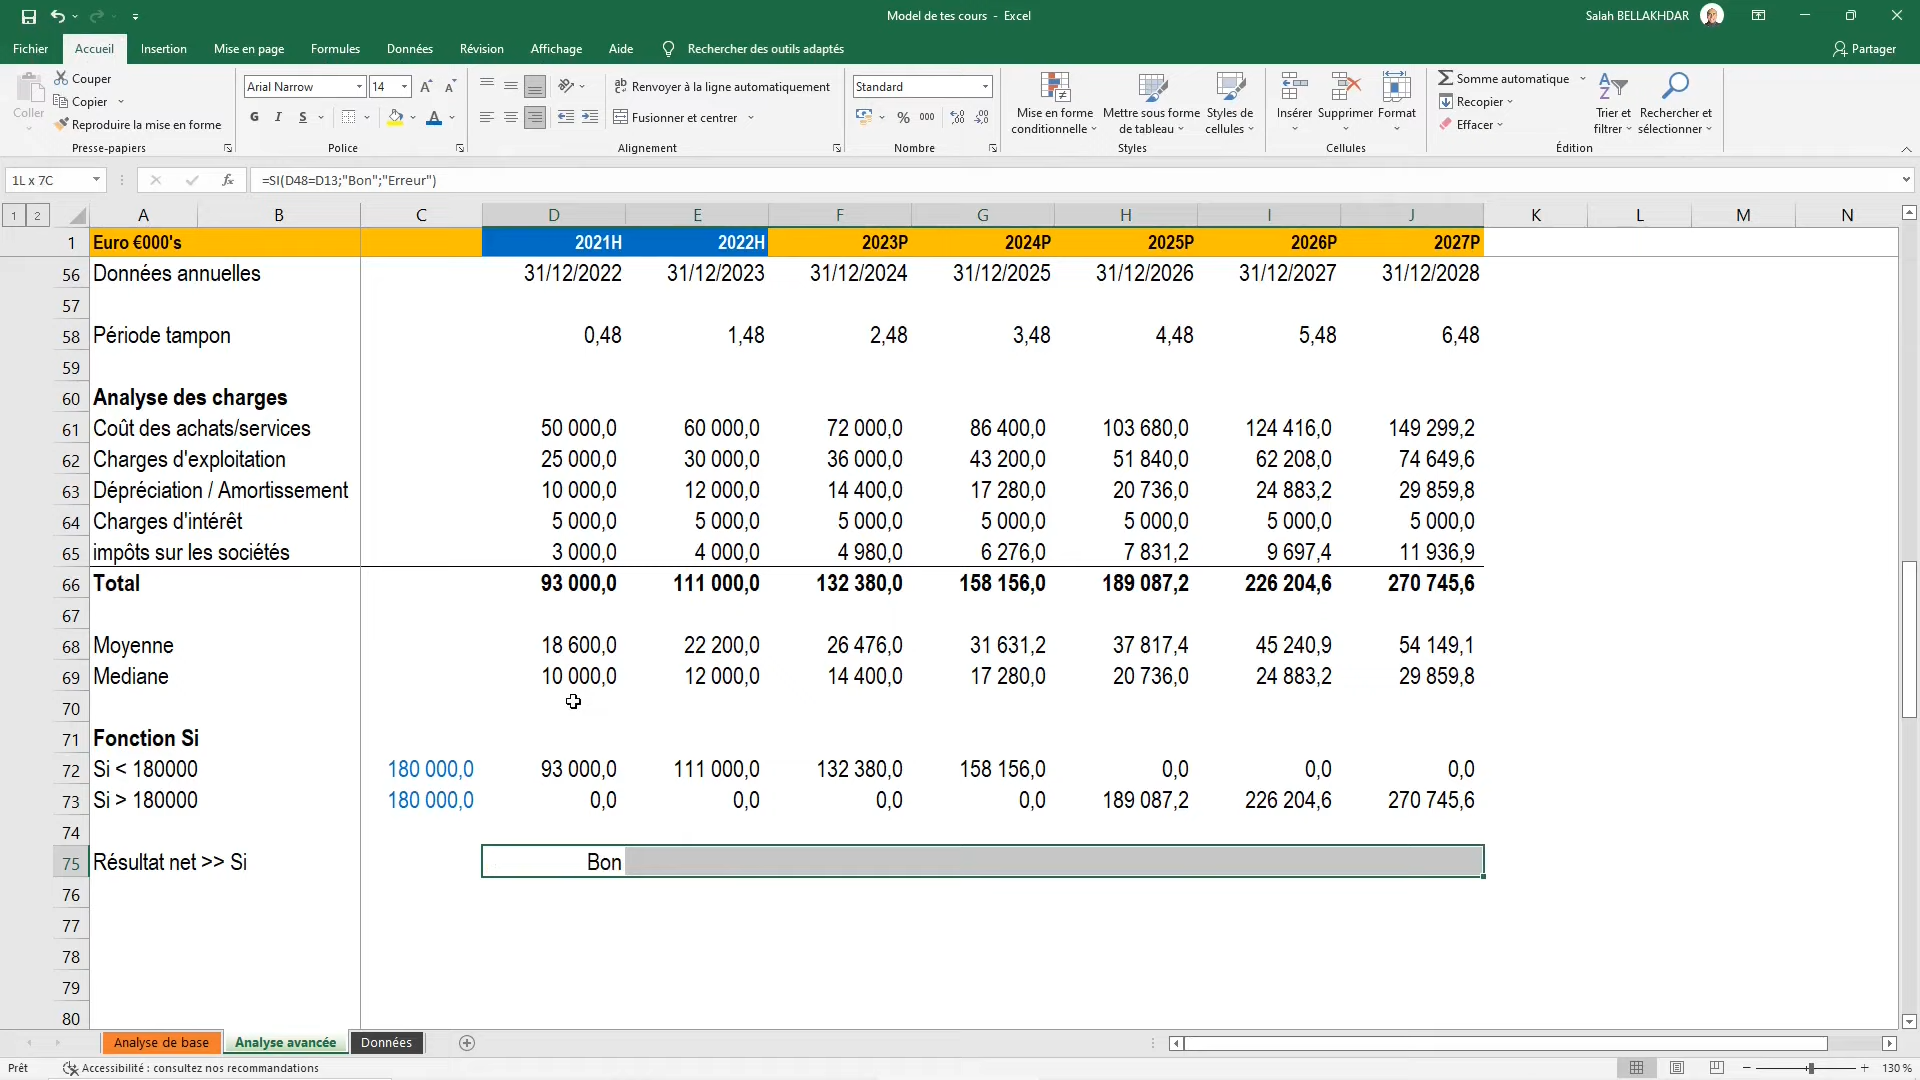 Model de tes cours - Excel
Salah BELLAKHDAR
Fichier Accueil Insertion Mise en page Formules Données Révision Affichage Aide Rechercher des outils adaptés Partager
Coller
Couper
Copier
Reproduire la mise en forme
Presse-papiers
Arial Narrow 14
G I S
Police
Renvoyer à la ligne automatiquement
Fusionner et centrer
Alignement
Standard
% 000
Nombre
Mise en forme conditionnelle
Mettre sous forme de tableau
Styles de cellules
Styles
Insérer
Supprimer
Format
Cellules
Somme automatique
Recopier
Effacer
Trier et filtrer
Rechercher et sélectionner
Édition
1L x 7C =SI(D48=D13;"Bon";"Erreur")
1 2 A B C D E F G H I J K L M N
1 Euro €000's 2021H 2022H 2023P 2024P 2025P 2026P 2027P
56 Données annuelles 31/12/2022 31/12/2023 31/12/2024 31/12/2025 31/12/2026 31/12/2027 31/12/2028
57
58 Période tampon 0,48 1,48 2,48 3,48 4,48 5,48 6,48
59
60 Analyse des charges
61 Coût des achats/services 50 000,0 60 000,0 72 000,0 86 400,0 103 680,0 124 416,0 149 299,2
62 Charges d'exploitation 25 000,0 30 000,0 36 000,0 43 200,0 51 840,0 62 208,0 74 649,6
63 Dépréciation / Amortissement 10 000,0 12 000,0 14 400,0 17 280,0 20 736,0 24 883,2 29 859,8
64 Charges d'intérêt 5 000,0 5 000,0 5 000,0 5 000,0 5 000,0 5 000,0 5 000,0
65 impôts sur les sociétés 3 000,0 4 000,0 4 980,0 6 276,0 7 831,2 9 697,4 11 936,9
66 Total 93 000,0 111 000,0 132 380,0 158 156,0 189 087,2 226 204,6 270 745,6
67
68 Moyenne 18 600,0 22 200,0 26 476,0 31 631,2 37 817,4 45 240,9 54 149,1
69 Mediane 10 000,0 12 000,0 14 400,0 17 280,0 20 736,0 24 883,2 29 859,8
70
71 Fonction Si
72 Si < 180000 180 000,0 93 000,0 111 000,0 132 380,0 158 156,0 0,0 0,0 0,0
73 Si > 180000 180 000,0 0,0 0,0 0,0 0,0 189 087,2 226 204,6 270 745,6
74
75 Résultat net >> Si Bon
76
77
78
79
80
Analyse de base Analyse avancée Données
Prêt Accessibilité : consultez nos recommandations 130 %